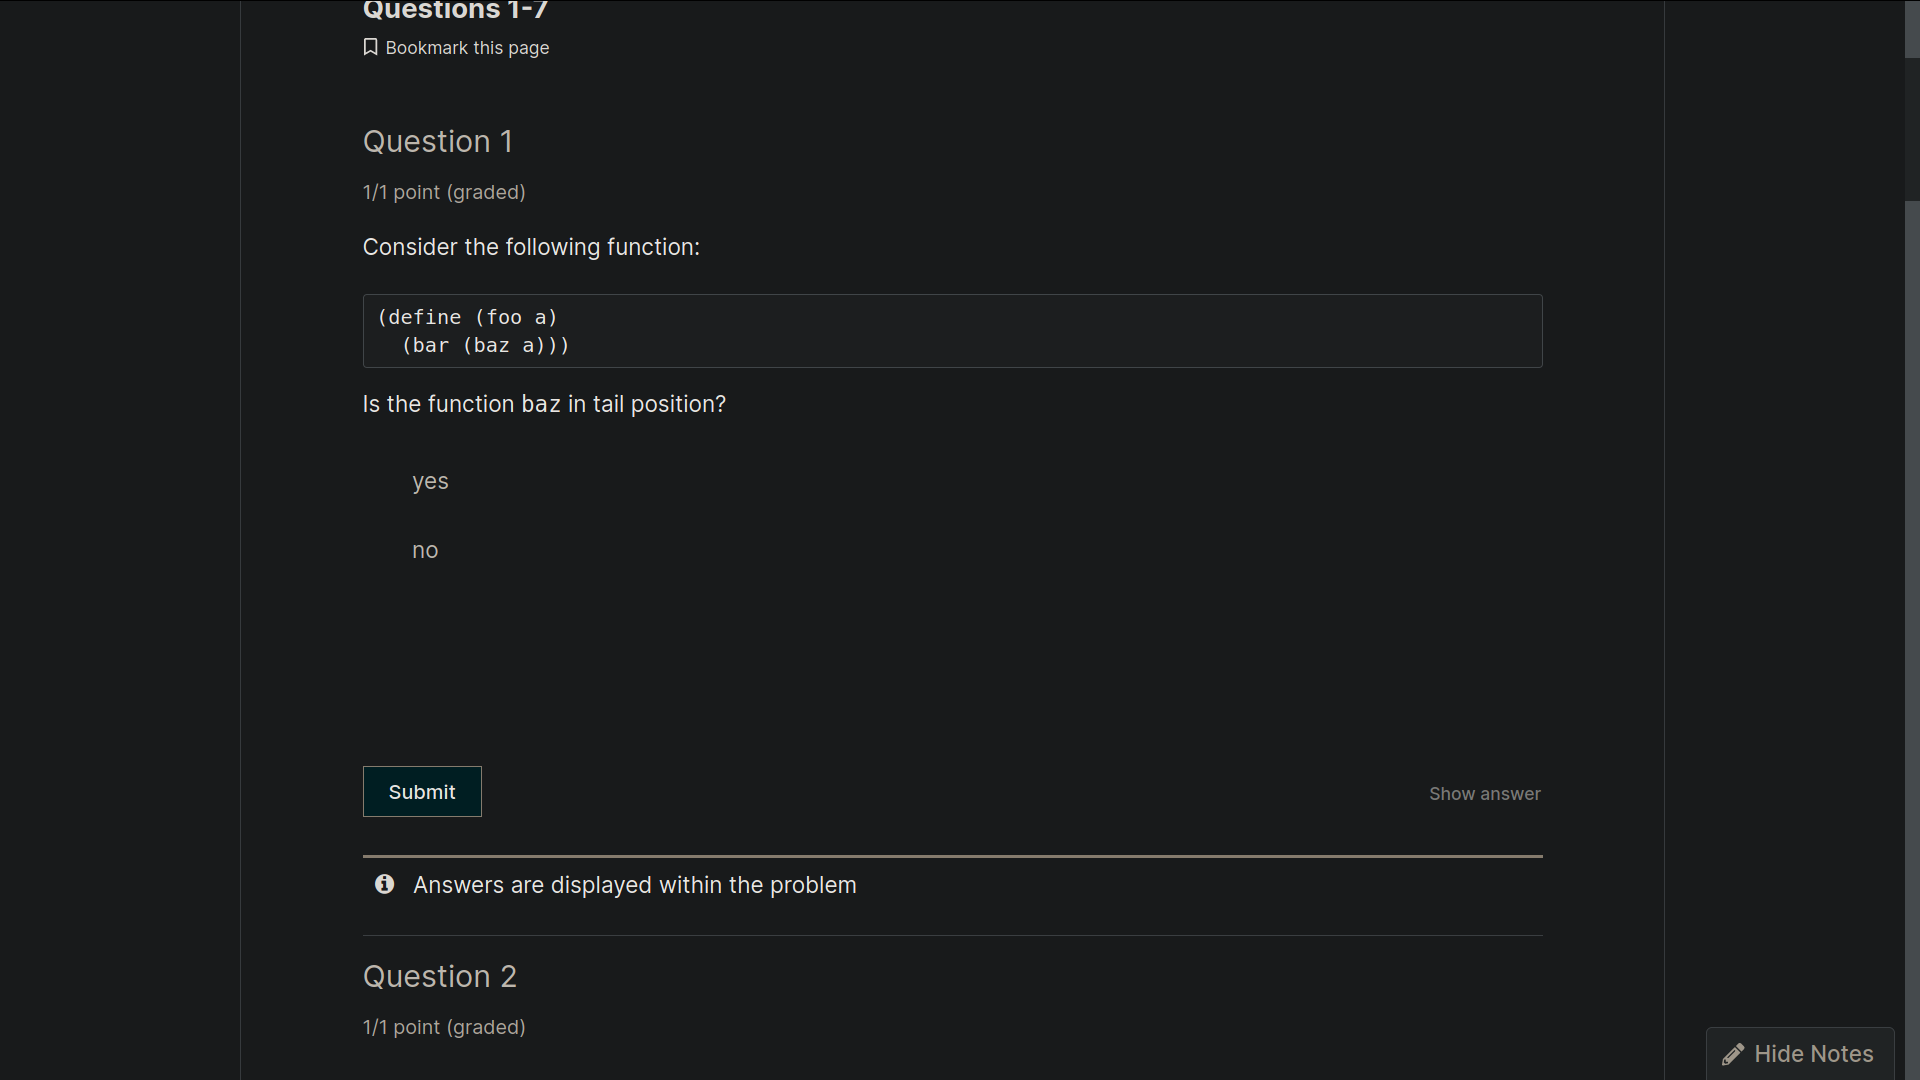 Questions 1-7
Bookmark this page
Question 1
1/1 point (graded)
Consider the following function:
(define (foo a)
  (bar (baz a)))
Is the function baz in tail position?
yes
no
Submit
Show answer
Answers are displayed within the problem
Question 2
1/1 point (graded)
Hide Notes